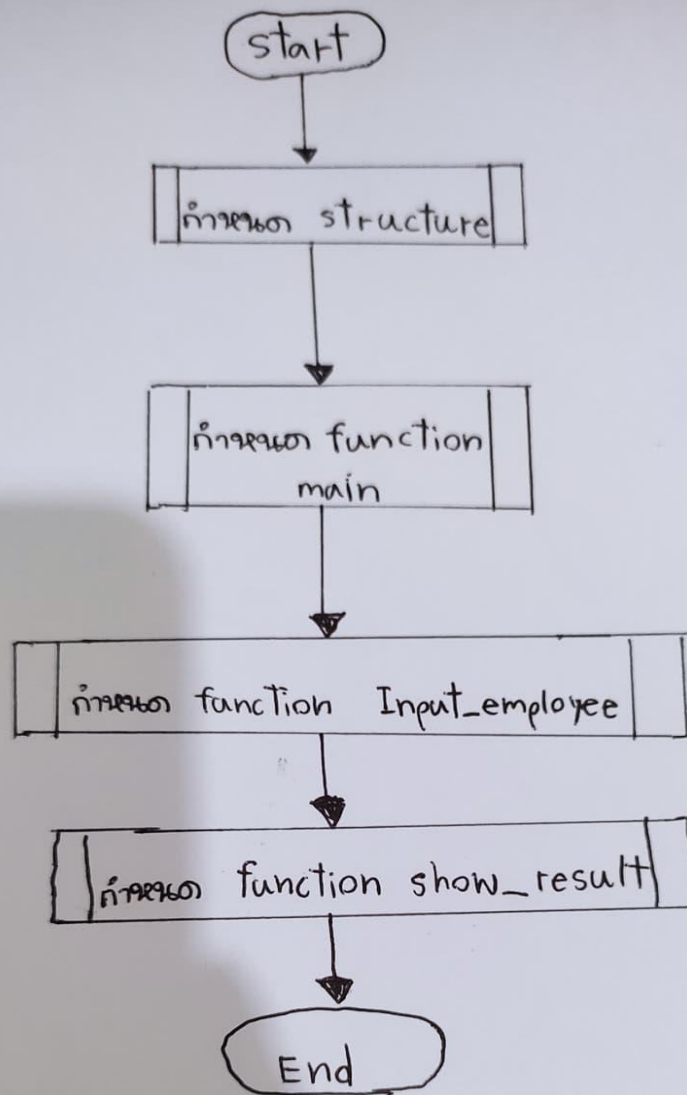 start
กำหนด structure
กำหนด function
main
กำหนด function Input_employee
กำหนด function show_result
End